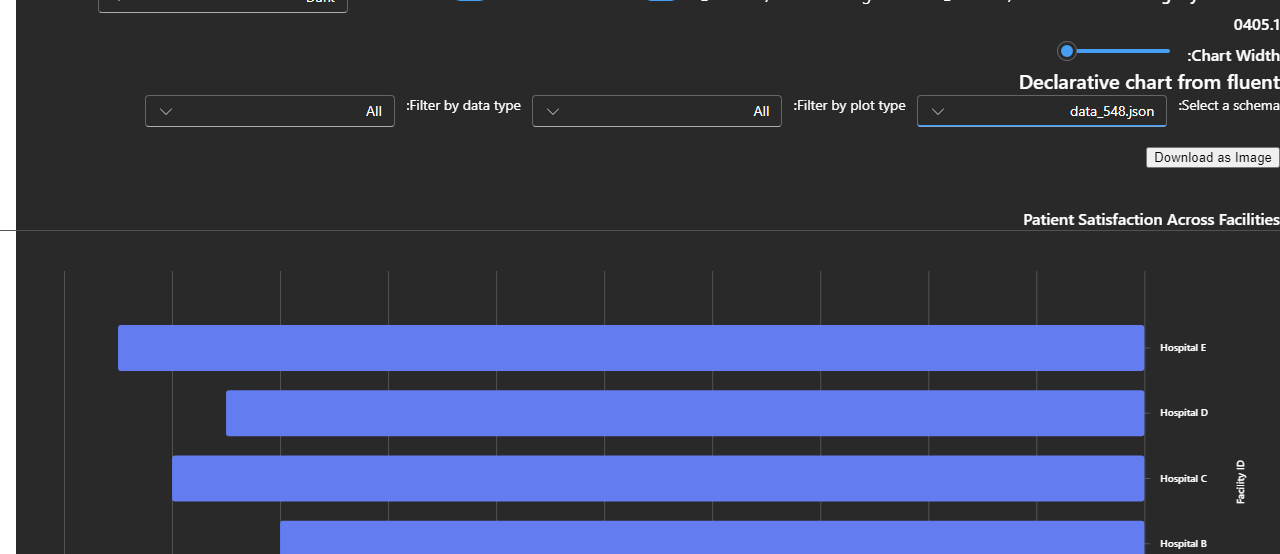 0405.1
:Chart Width
Declarative chart from fluent
:Select a schema
data_548.json
:Filter by plot type
All
:Filter by data type
All
Download as Image
Patient Satisfaction Across Facilities
Hospital E
Hospital D
Hospital C
Facility ID
Hospital B